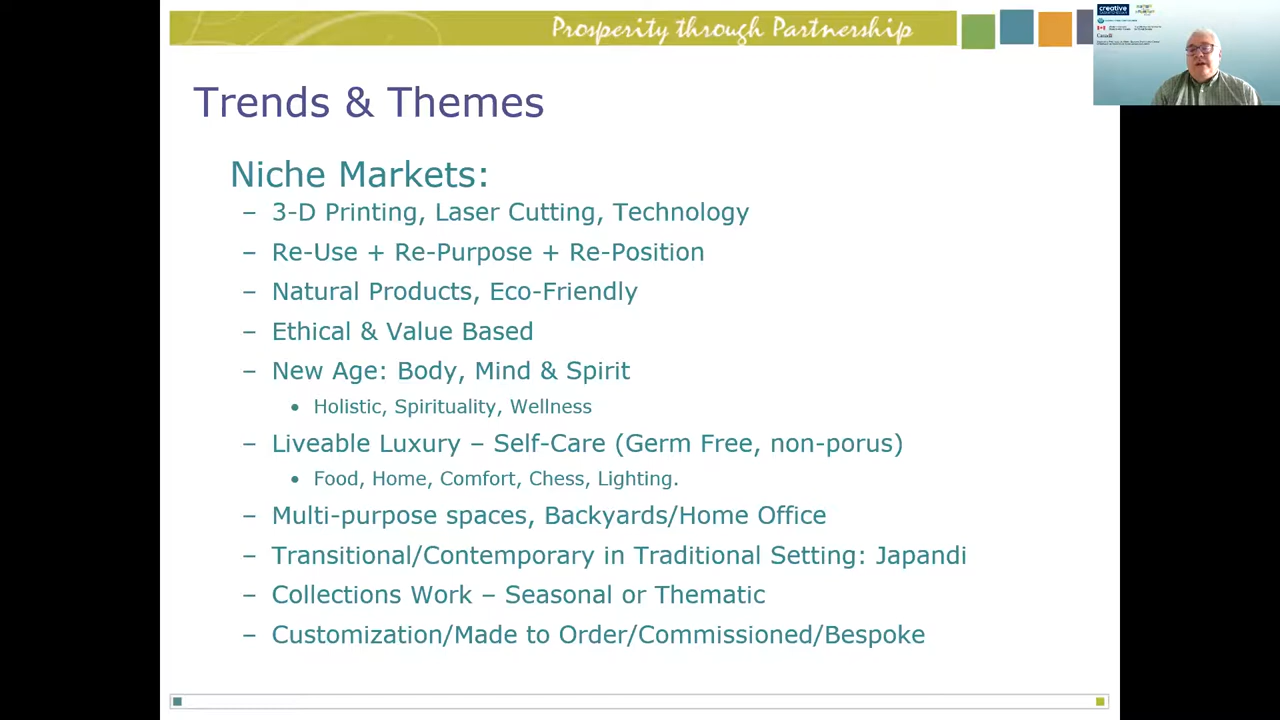 Prosperity through Partnership
creative
Canada
Trends & Themes
Niche Markets:
– 3-D Printing, Laser Cutting, Technology
– Re-Use + Re-Purpose + Re-Position
– Natural Products, Eco-Friendly
– Ethical & Value Based
– New Age: Body, Mind & Spirit
• Holistic, Spirituality, Wellness
– Liveable Luxury – Self-Care (Germ Free, non-porus)
• Food, Home, Comfort, Chess, Lighting.
– Multi-purpose spaces, Backyards/Home Office
– Transitional/Contemporary in Traditional Setting: Japandi
– Collections Work – Seasonal or Thematic
– Customization/Made to Order/Commissioned/Bespoke